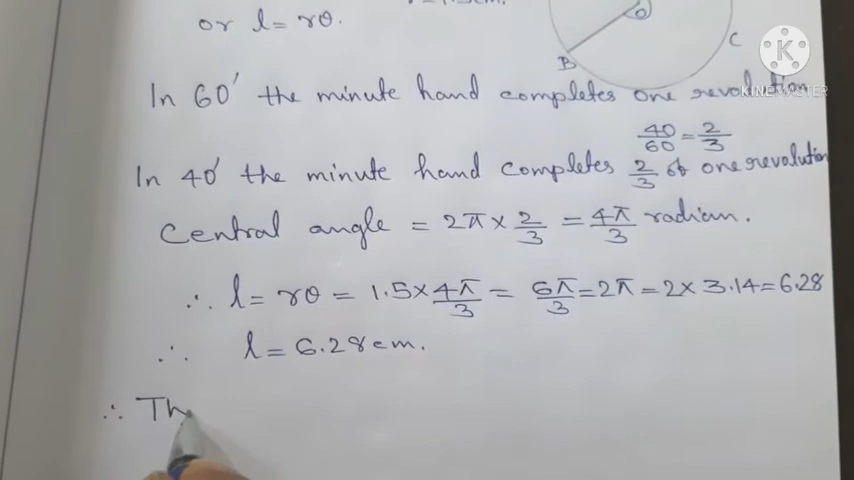 or l = rθ.
O
B
C
K
KINEMASTER
In 60' the minute hand completes one revolution
40/60 = 2/3
In 40' the minute hand completes 2/3 of one revolution
Central angle = 2π × 2/3 = 4π/3 radian.
∴ l = rθ = 1.5 × 4π/3 = 6π/3 = 2π = 2 × 3.14 = 6.28
∴ l = 6.28 cm.
∴ Th